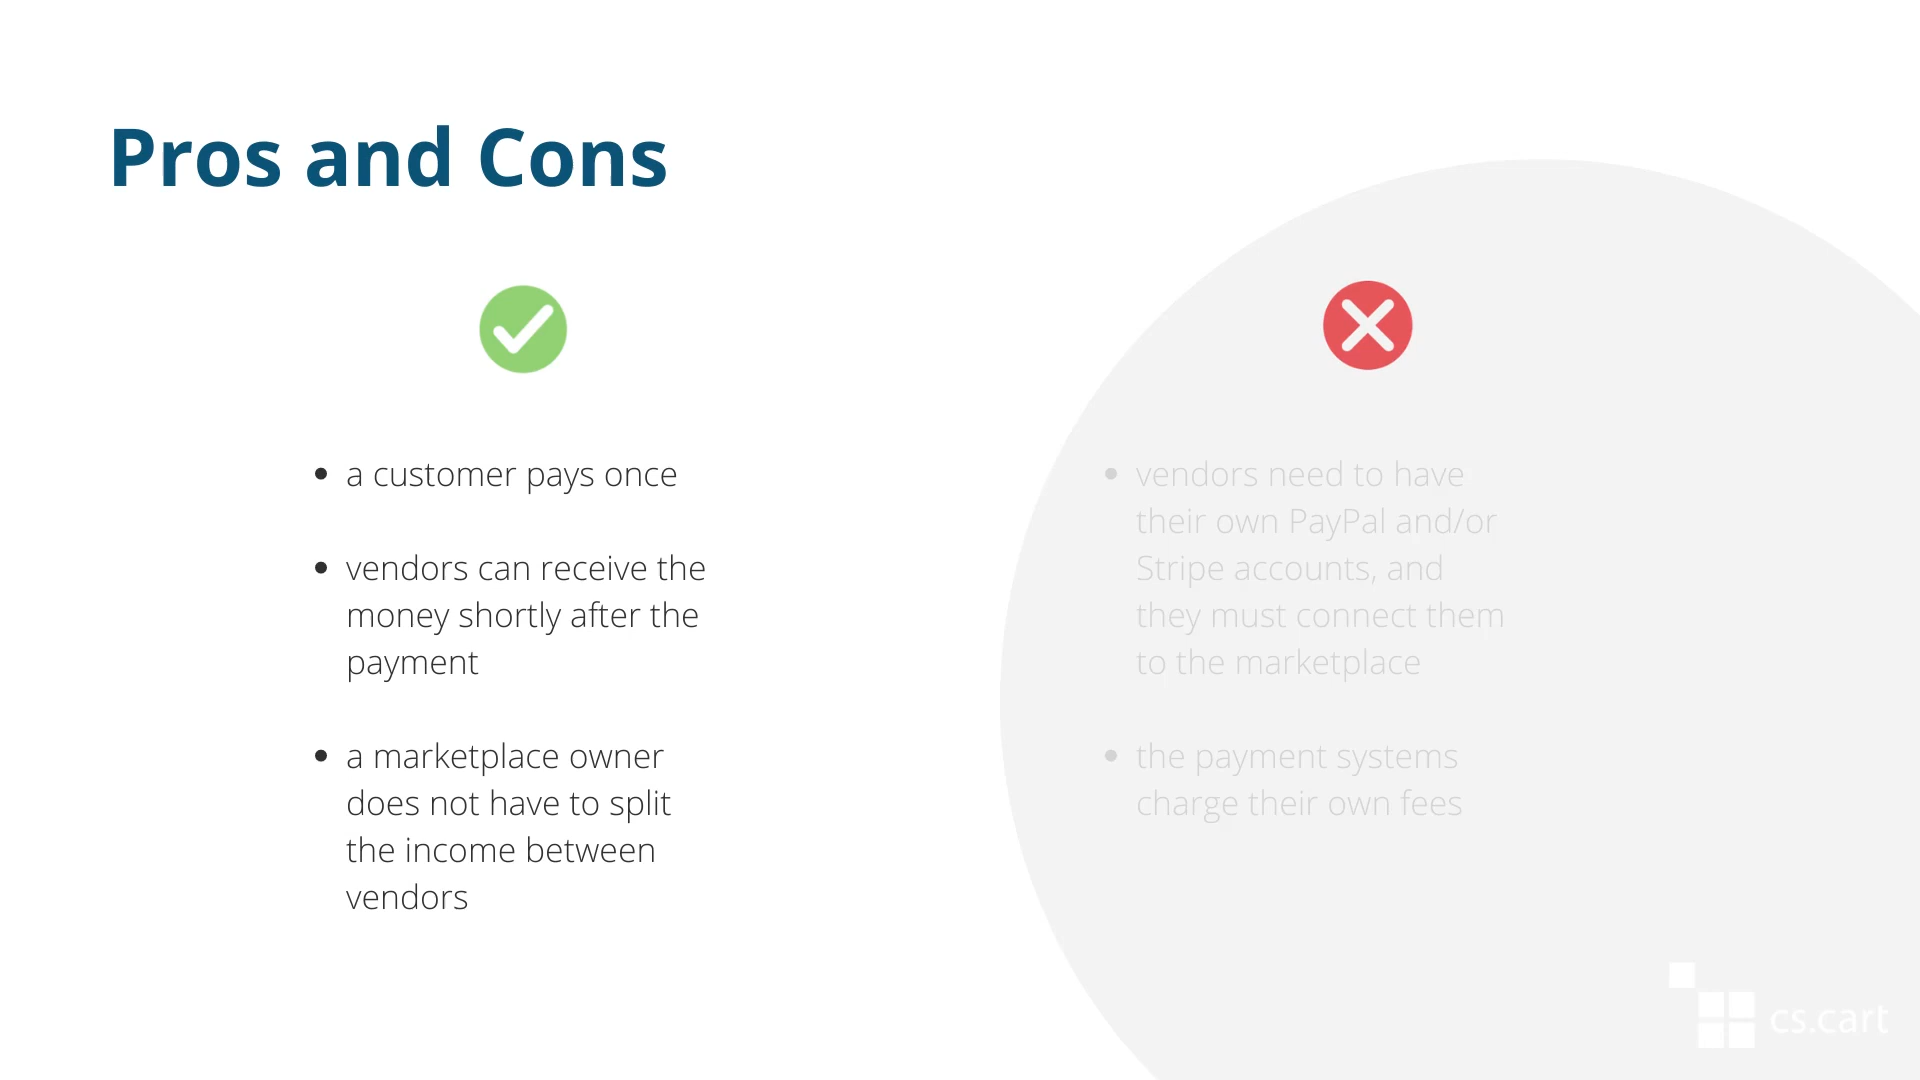 Pros and Cons
a customer pays once
vendors can receive the
money shortly after the
payment
a marketplace owner
does not have to split
the income between
vendors
vendors need to have
their own PayPal and/or
Stripe accounts, and
they must connect them
to the marketplace
the payment systems
charge their own fees
cs.cart